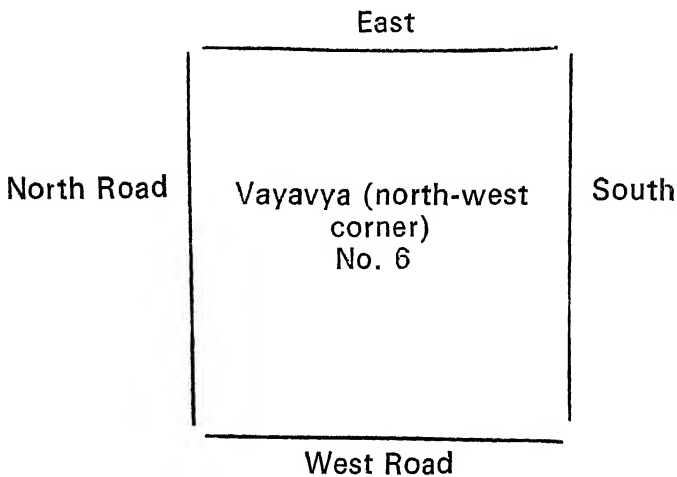 East
North Road
Vayavya (north-west
corner)
No. 6
South
West Road